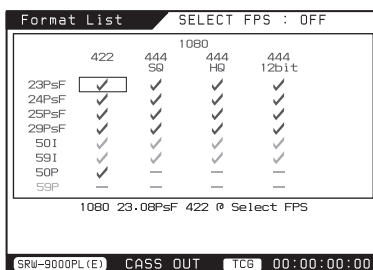 Format List SELECT FPS : OFF
1080
422 444 SQ 444 HQ 444 12bit
23PsF ✓ ✓ ✓ ✓
24PsF ✓ ✓ ✓ ✓
25PsF ✓ ✓ ✓ ✓
29PsF ✓ ✓ ✓ ✓
50I ✓ ✓ ✓ ✓
59I ✓ ✓ ✓ ✓
50P ✓ — — —
59P — — — —
1080 23.08PsF 422 @ Select FPS
SRW-9000PL(E) CASS OUT TCG 00:00:00:00